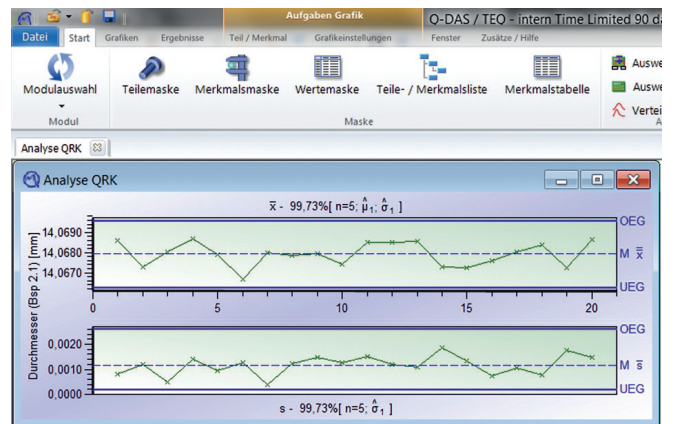 Aufgaben Grafik
Q-DAS / TEQ - intern Time Limited 90 d
Datei Start Grafiken Ergebnisse Teil / Merkmal Grafikeinstellungen Fenster Zusätze / Hilfe
Modulauswahl Teilemaske Merkmalsmaske Wertemaske Teile- / Merkmalsliste Merkmalstabelle
Auswe
Auswe
Vertei
Modul Maske A
Analyse QRK
Analyse QRK
x̄ - 99,73%[ n=5; μ̂₁; σ̂₁ ]
Durchmesser (Bsp 2.1) [mm]
14,0690
14,0680
14,0670
OEG
M x̿
UEG
0 5 10 15 20
0,0020
0,0010
0,0000
OEG
M s̄
UEG
s - 99,73%[ n=5; σ̂₁ ]